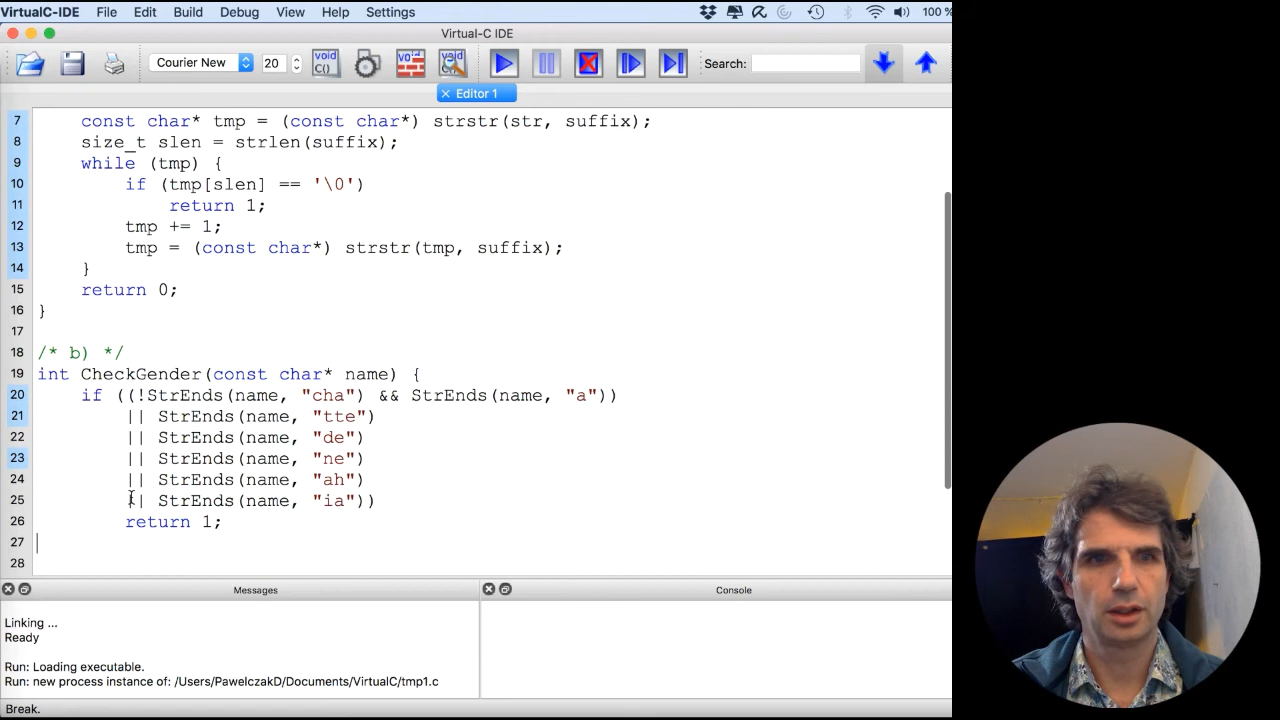 VirtualC-IDE File Edit Build Debug View Help Settings 100 %
Virtual-C IDE
Courier New 20 void C() void Search:
Editor 1
7 const char* tmp = (const char*) strstr(str, suffix);
8 size_t slen = strlen(suffix);
9 while (tmp) {
10 if (tmp[slen] == '\0')
11 return 1;
12 tmp += 1;
13 tmp = (const char*) strstr(tmp, suffix);
14 }
15 return 0;
16 }
17
18 /* b) */
19 int CheckGender(const char* name) {
20 if ((!StrEnds(name, "cha") && StrEnds(name, "a"))
21 || StrEnds(name, "tte")
22 || StrEnds(name, "de")
23 || StrEnds(name, "ne")
24 || StrEnds(name, "ah")
25 || StrEnds(name, "ia"))
26 return 1;
27
28
Messages Console
Linking ...
Ready
Run: Loading executable.
Run: new process instance of: /Users/PawelczakD/Documents/VirtualC/tmp1.c
Break.